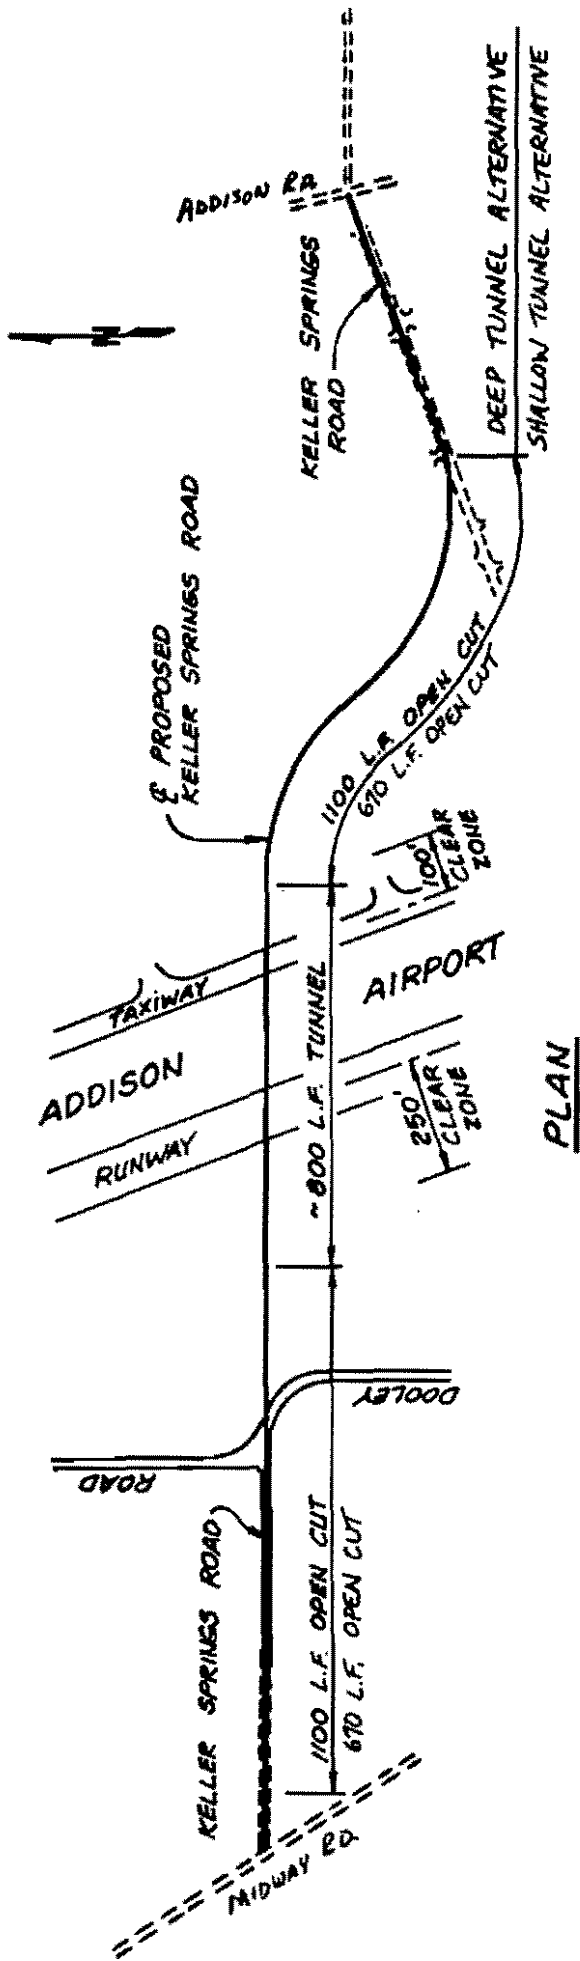 MIDWAY RD.
KELLER SPRINGS ROAD
ROAD
DOOLEY
1100 L.F. OPEN CUT
670 L.F. OPEN CUT
RUNWAY
ADDISON
TAXIWAY
~800 L.F. TUNNEL
AIRPORT
250'
CLEAR
ZONE
100'
CLEAR
ZONE
℄ PROPOSED
KELLER SPRINGS ROAD
1100 L.F. OPEN CUT
670 L.F. OPEN CUT
KELLER SPRINGS
ROAD
ADDISON RD.
N
DEEP TUNNEL ALTERNATIVE
SHALLOW TUNNEL ALTERNATIVE
PLAN